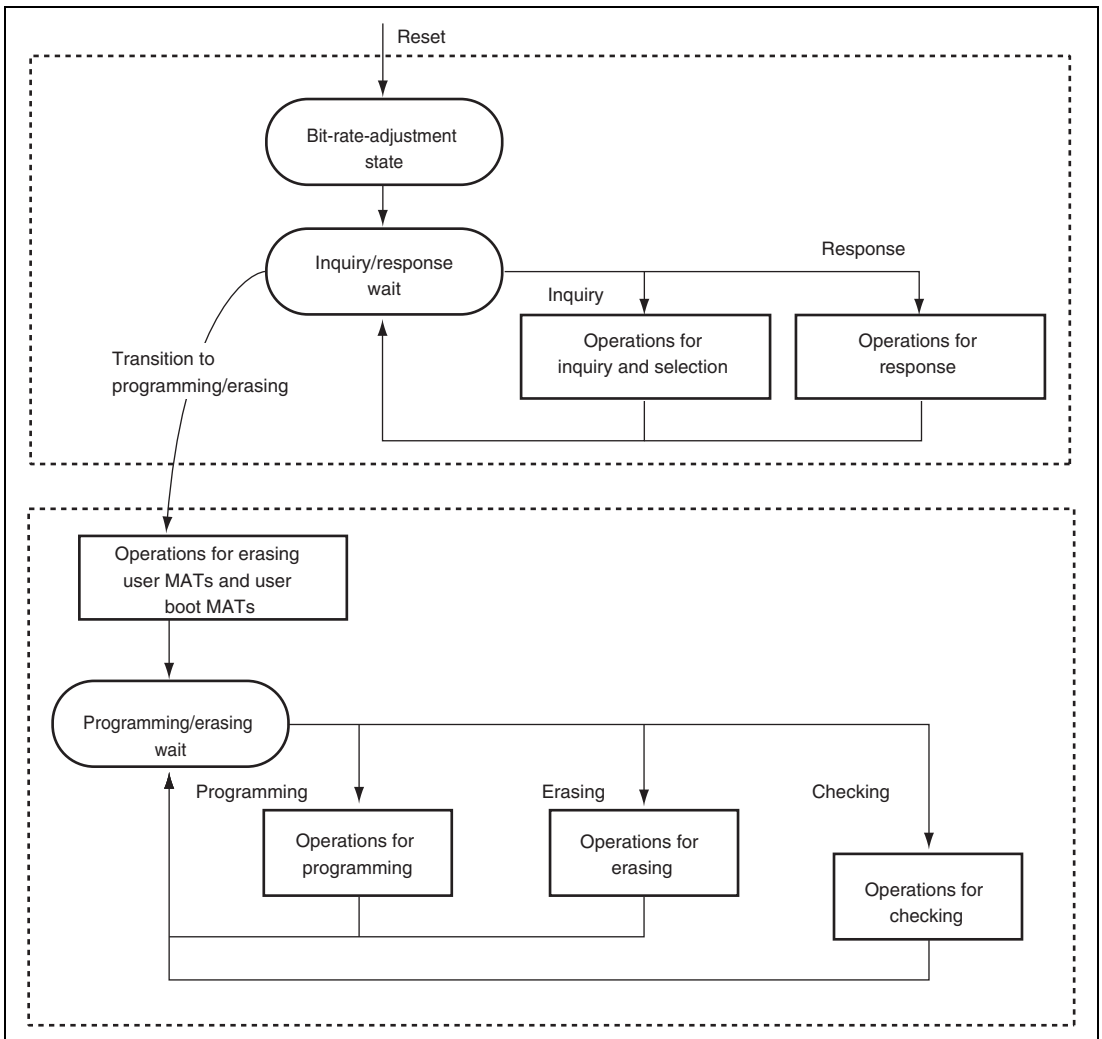 Reset
Bit-rate-adjustment
state
Inquiry/response
wait
Response
Inquiry
Operations for
inquiry and selection
Operations for
response
Transition to
programming/erasing
Operations for erasing
user MATs and user
boot MATs
Programming/erasing
wait
Programming
Erasing
Checking
Operations for
programming
Operations for
erasing
Operations for
checking